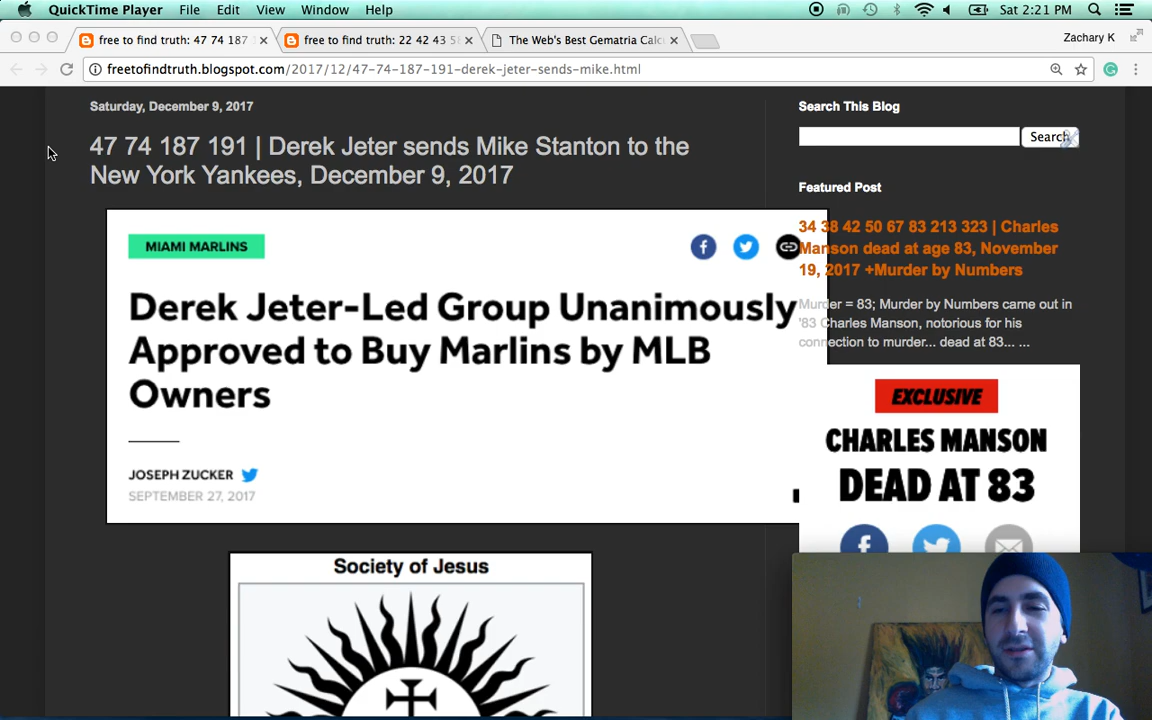 QuickTime Player File Edit View Window Help Sat 2:21 PM
free to find truth: 47 74 187 free to find truth: 22 42 43 The Web's Best Gematria Calc Zachary K
freetofindtruth.blogspot.com/2017/12/47-74-187-191-derek-jeter-sends-mike.html
Saturday, December 9, 2017
47 74 187 191 | Derek Jeter sends Mike Stanton to the
New York Yankees, December 9, 2017
MIAMI MARLINS
Derek Jeter-Led Group Unanimously
Approved to Buy Marlins by MLB
Owners
JOSEPH ZUCKER
SEPTEMBER 27, 2017
Society of Jesus
Search This Blog
Search
Featured Post
34 38 42 50 67 83 213 323 | Charles
Manson dead at age 83, November
19, 2017 +Murder by Numbers
Murder = 83; Murder by Numbers came out in
'83 Charles Manson, notorious for his
connection to murder... dead at 83... ...
EXCLUSIVE
CHARLES MANSON
DEAD AT 83